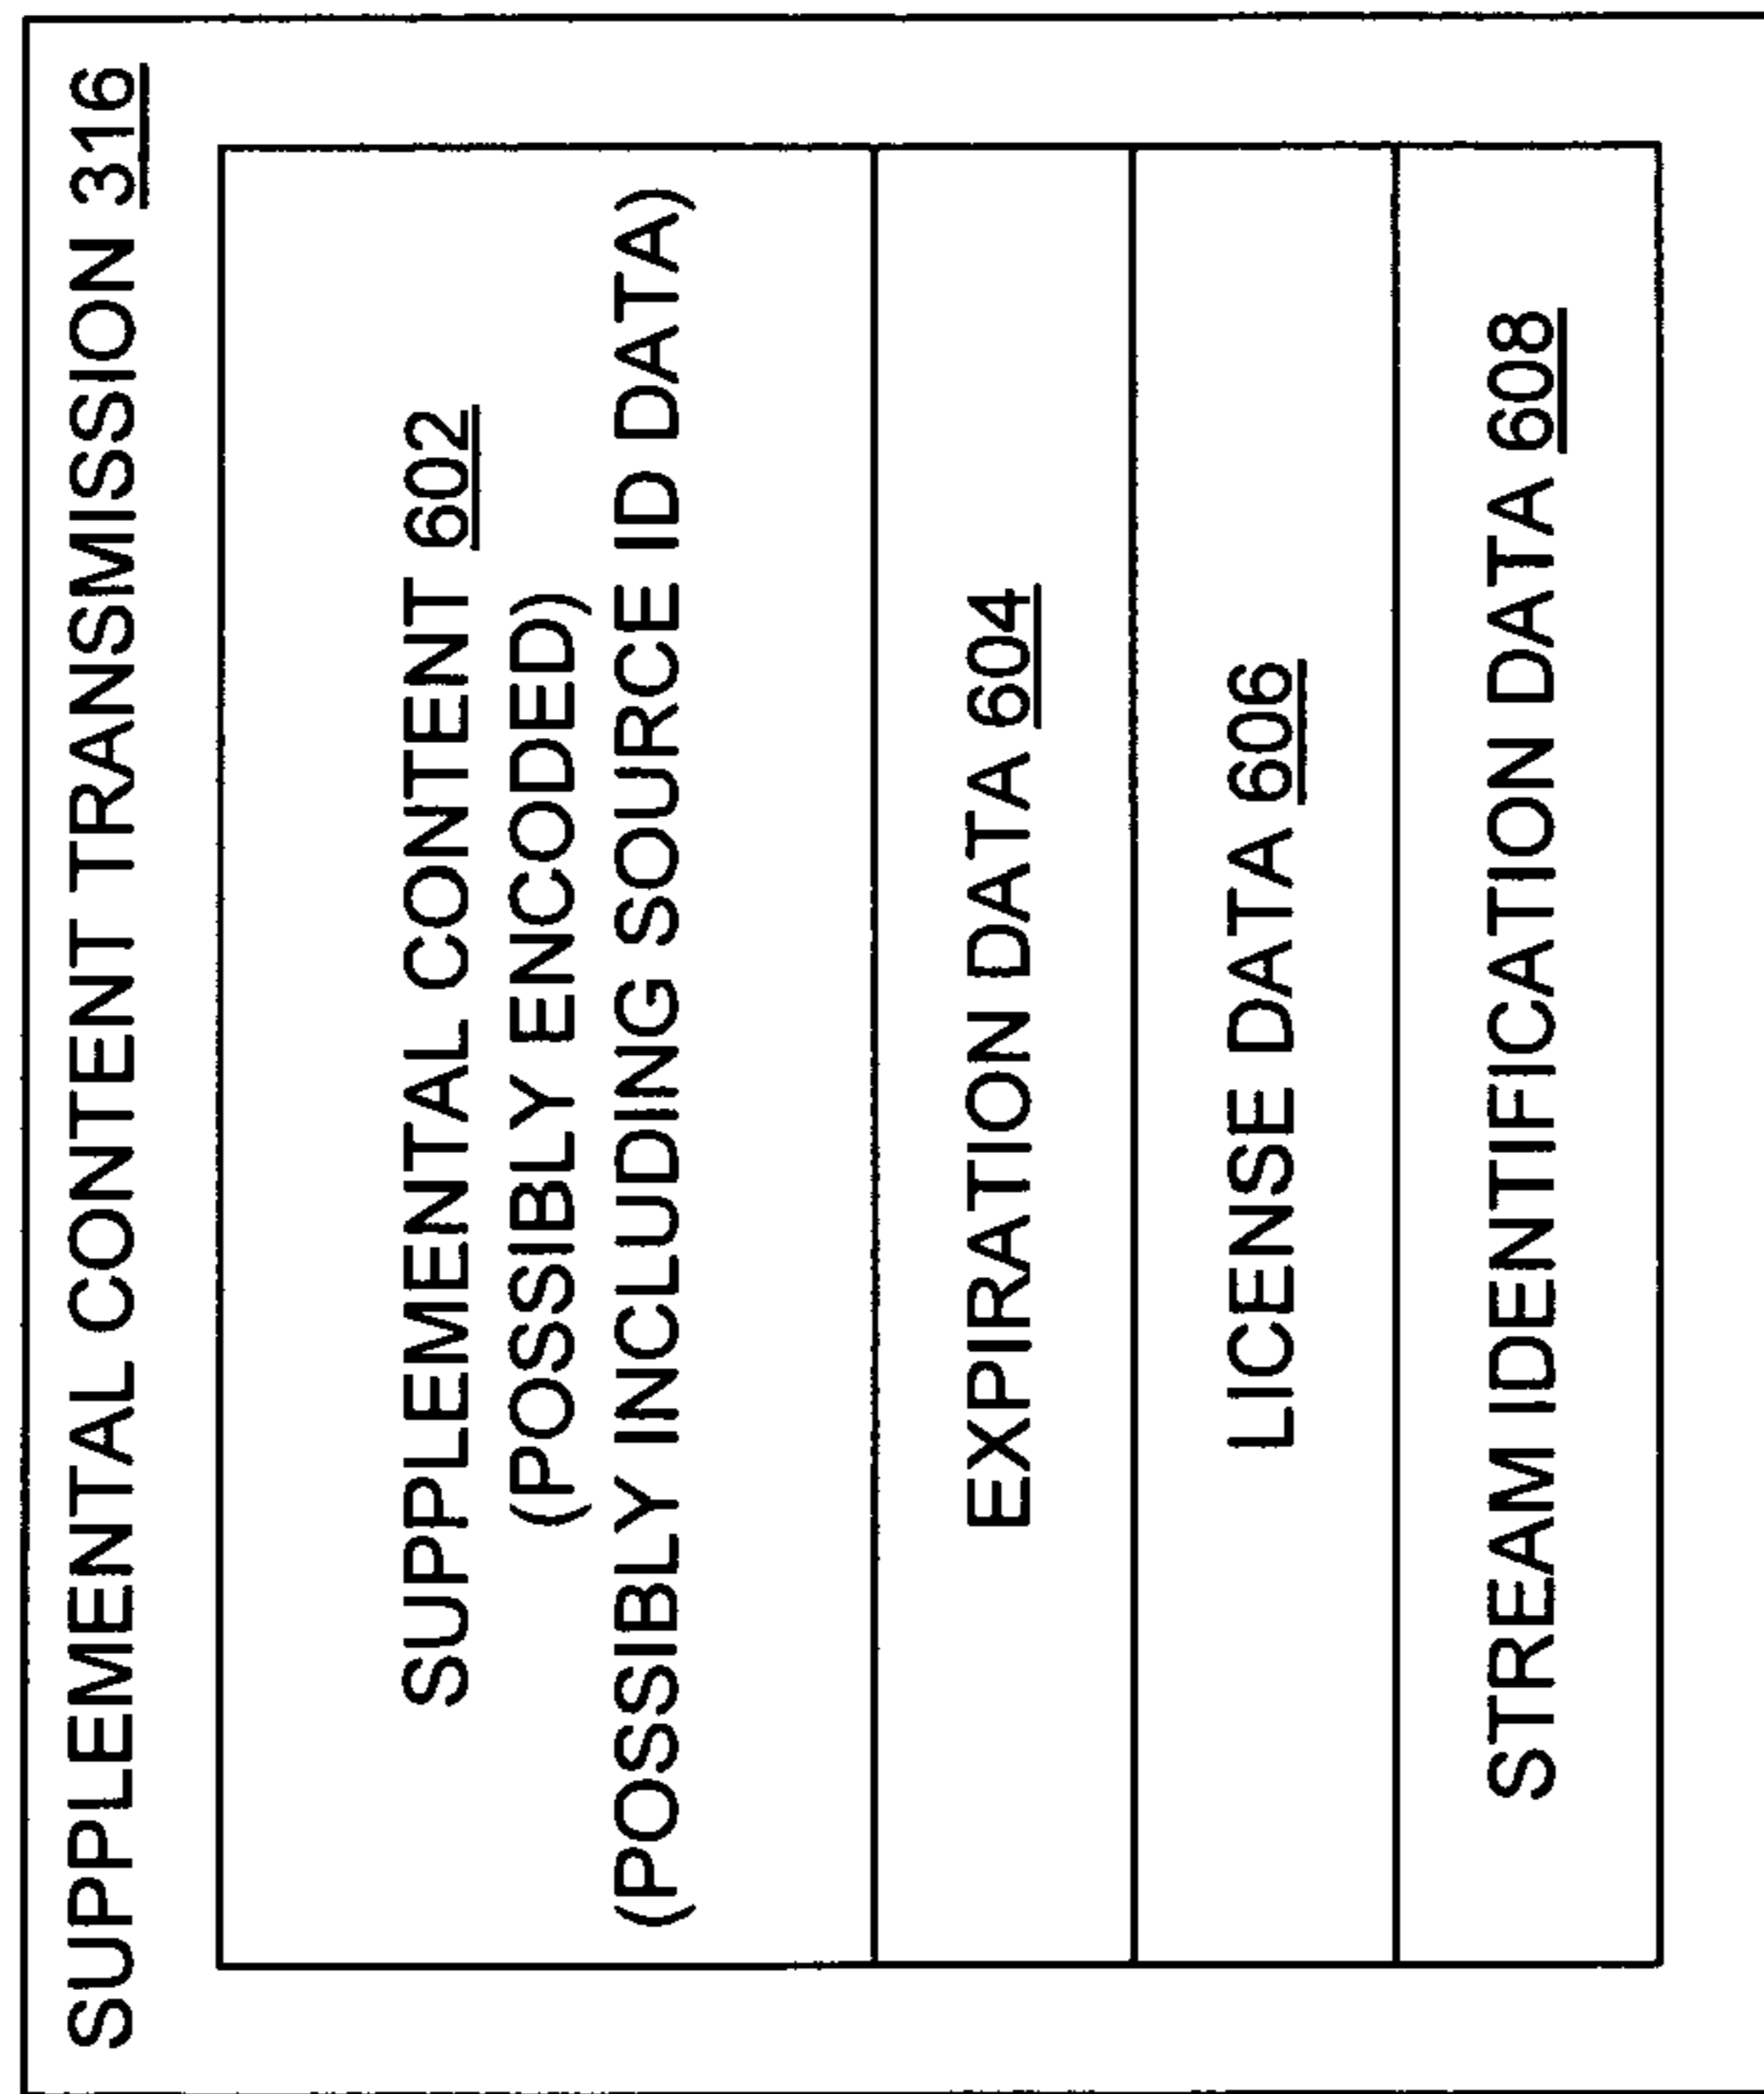 SUPPLEMENTAL CONTENT TRANSMISSION 316
SUPPLEMENTAL CONTENT 602
(POSSIBLY ENCODED)
(POSSIBLY INCLUDING SOURCE ID DATA)
EXPIRATION DATA 604
LICENSE DATA 606
STREAM IDENTIFICATION DATA 608